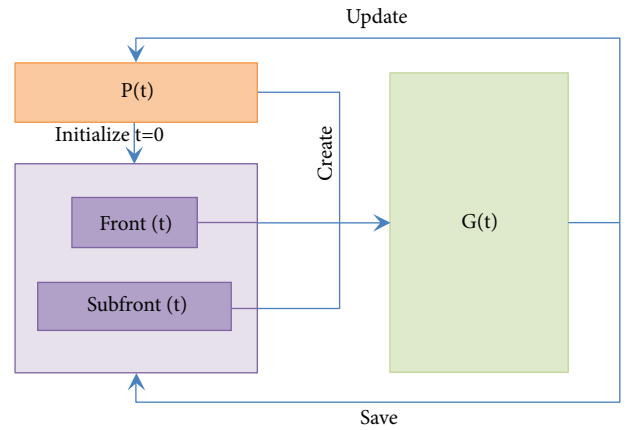 Update
P(t)
Initialize t=0
Create
Front (t)
G(t)
Subfront (t)
Save